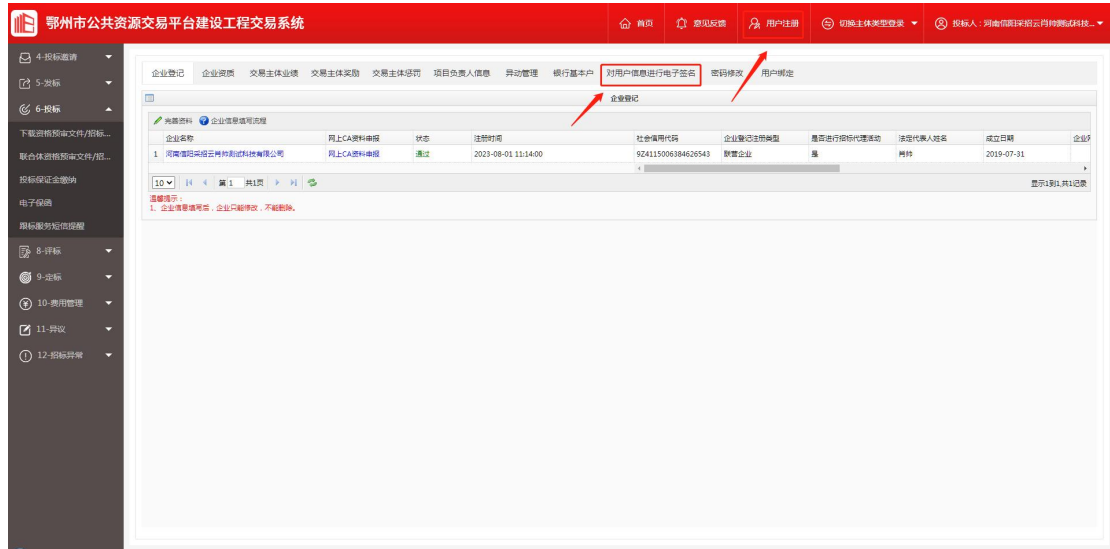 鄂州市公共资源交易平台建设工程交易系统
首页 意见反馈 用户注册 切换主体类型登录 投标人：河南信阳采招云肖帅测试科技...
4-投标邀请
5-发标
6-投标
下载资格预审文件/招标...
联合体资格预审文件/招...
投标保证金缴纳
电子保函
跟标服务短信提醒
8-评标
9-定标
10-费用管理
11-异议
12-招标异常
企业登记 企业资质 交易主体业绩 交易主体奖励 交易主体惩罚 项目负责人信息 异动管理 银行基本户 对用户信息进行电子签名 密码修改 用户绑定
企业登记
完善资料 企业信息填写流程
企业名称 网上CA资料申报 状态 注册时间 社会信用代码 企业登记注册类型 是否进行招标代理活动 法定代表人姓名 成立日期
1 河南信阳采招云肖帅测试科技有限公司 网上CA资料申报 通过 2023-08-01 11:14:00 9Z4115006384626543 联营企业 是 肖帅 2019-07-31
10 第 1 共1页 显示1到1,共1记录
温馨提示：
1、企业信息填写后，企业只能修改，不能删除。